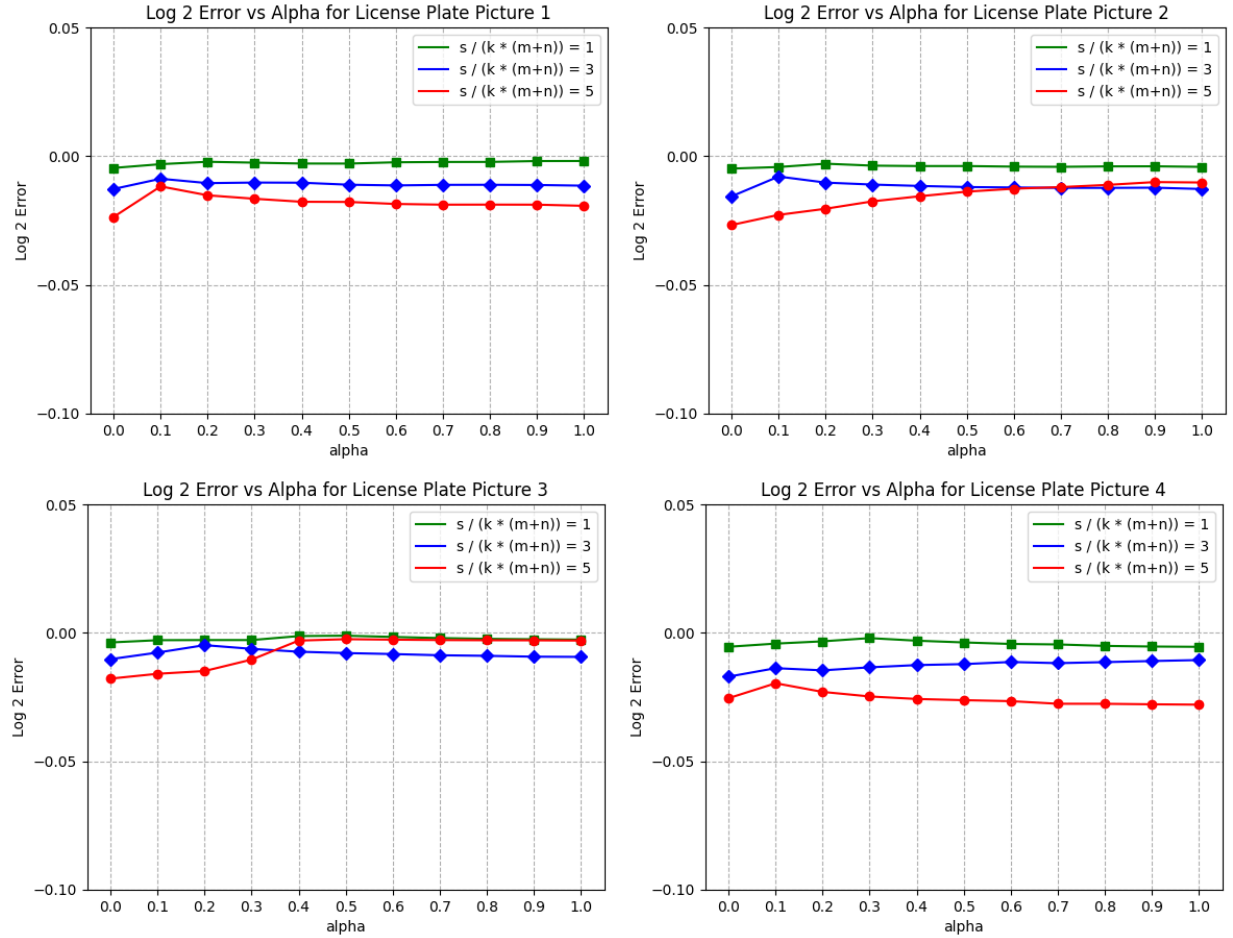 Log 2 Error vs Alpha for License Plate Picture 1
0.05
0.00
−0.05
−0.10
Log 2 Error
s / (k * (m+n)) = 1
s / (k * (m+n)) = 3
s / (k * (m+n)) = 5
0.0 0.1 0.2 0.3 0.4 0.5 0.6 0.7 0.8 0.9 1.0
alpha
Log 2 Error vs Alpha for License Plate Picture 2
0.05
0.00
−0.05
−0.10
Log 2 Error
s / (k * (m+n)) = 1
s / (k * (m+n)) = 3
s / (k * (m+n)) = 5
0.0 0.1 0.2 0.3 0.4 0.5 0.6 0.7 0.8 0.9 1.0
alpha
Log 2 Error vs Alpha for License Plate Picture 3
0.05
0.00
−0.05
−0.10
Log 2 Error
s / (k * (m+n)) = 1
s / (k * (m+n)) = 3
s / (k * (m+n)) = 5
0.0 0.1 0.2 0.3 0.4 0.5 0.6 0.7 0.8 0.9 1.0
alpha
Log 2 Error vs Alpha for License Plate Picture 4
0.05
0.00
−0.05
−0.10
Log 2 Error
s / (k * (m+n)) = 1
s / (k * (m+n)) = 3
s / (k * (m+n)) = 5
0.0 0.1 0.2 0.3 0.4 0.5 0.6 0.7 0.8 0.9 1.0
alpha